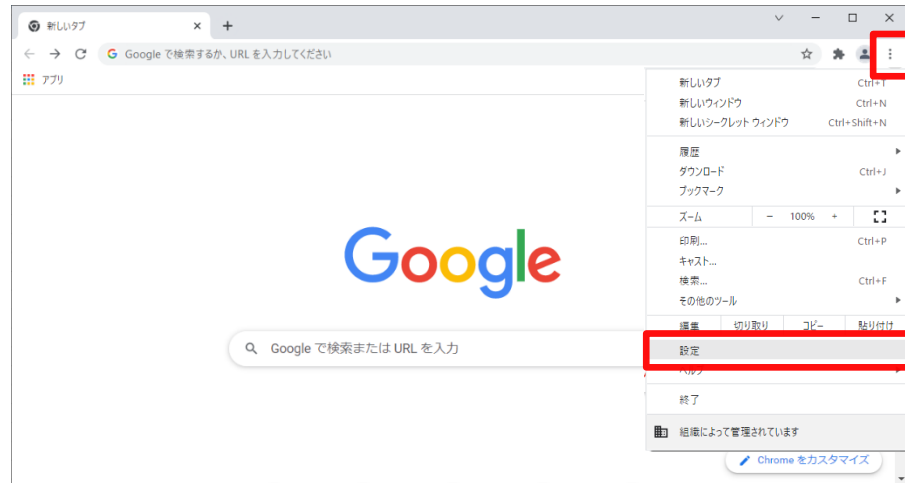 新しいタブ
Google で検索するか、URL を入力してください
アプリ
新しいタブ Ctrl+T
新しいウィンドウ Ctrl+N
新しいシークレット ウィンドウ Ctrl+Shift+N
履歴
ダウンロード Ctrl+J
ブックマーク
ズーム − 100% +
印刷... Ctrl+P
キャスト...
検索... Ctrl+F
その他のツール
編集 切り取り コピー 貼り付け
設定
ヘルプ
終了
組織によって管理されています
Google
Google で検索または URL を入力
Chrome をカスタマイズ